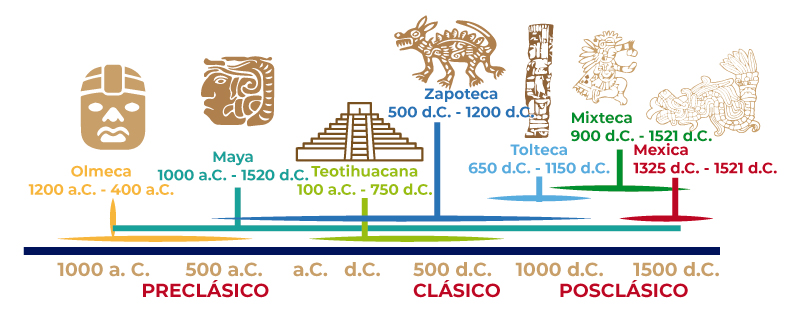 Zapoteca
500 d.C. - 1200 d.C.
Mixteca
900 d.C. - 1521 d.C.
Tolteca
650 d.C. - 1150 d.C.
Mexica
1325 d.C. - 1521 d.C.
Maya
1000 a.C. - 1520 d.C.
Olmeca
1200 a.C. - 400 a.C.
Teotihuacana
100 a.C. - 750 d.C.
1000 a. C. 500 a.C. a.C. d.C. 500 d.C. 1000 d.C. 1500 d.C.
PRECLÁSICO CLÁSICO POSCLÁSICO